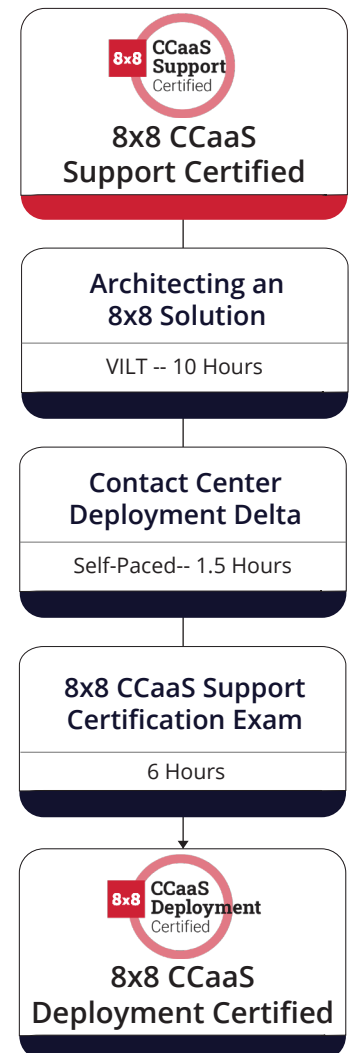 8x8
CCaaS
Support
Certified
8x8 CCaaS
Support Certified
Architecting an
8x8 Solution
VILT -- 10 Hours
Contact Center
Deployment Delta
Self-Paced-- 1.5 Hours
8x8 CCaaS Support
Certification Exam
6 Hours
8x8
CCaaS
Deployment
Certified
8x8 CCaaS
Deployment Certified